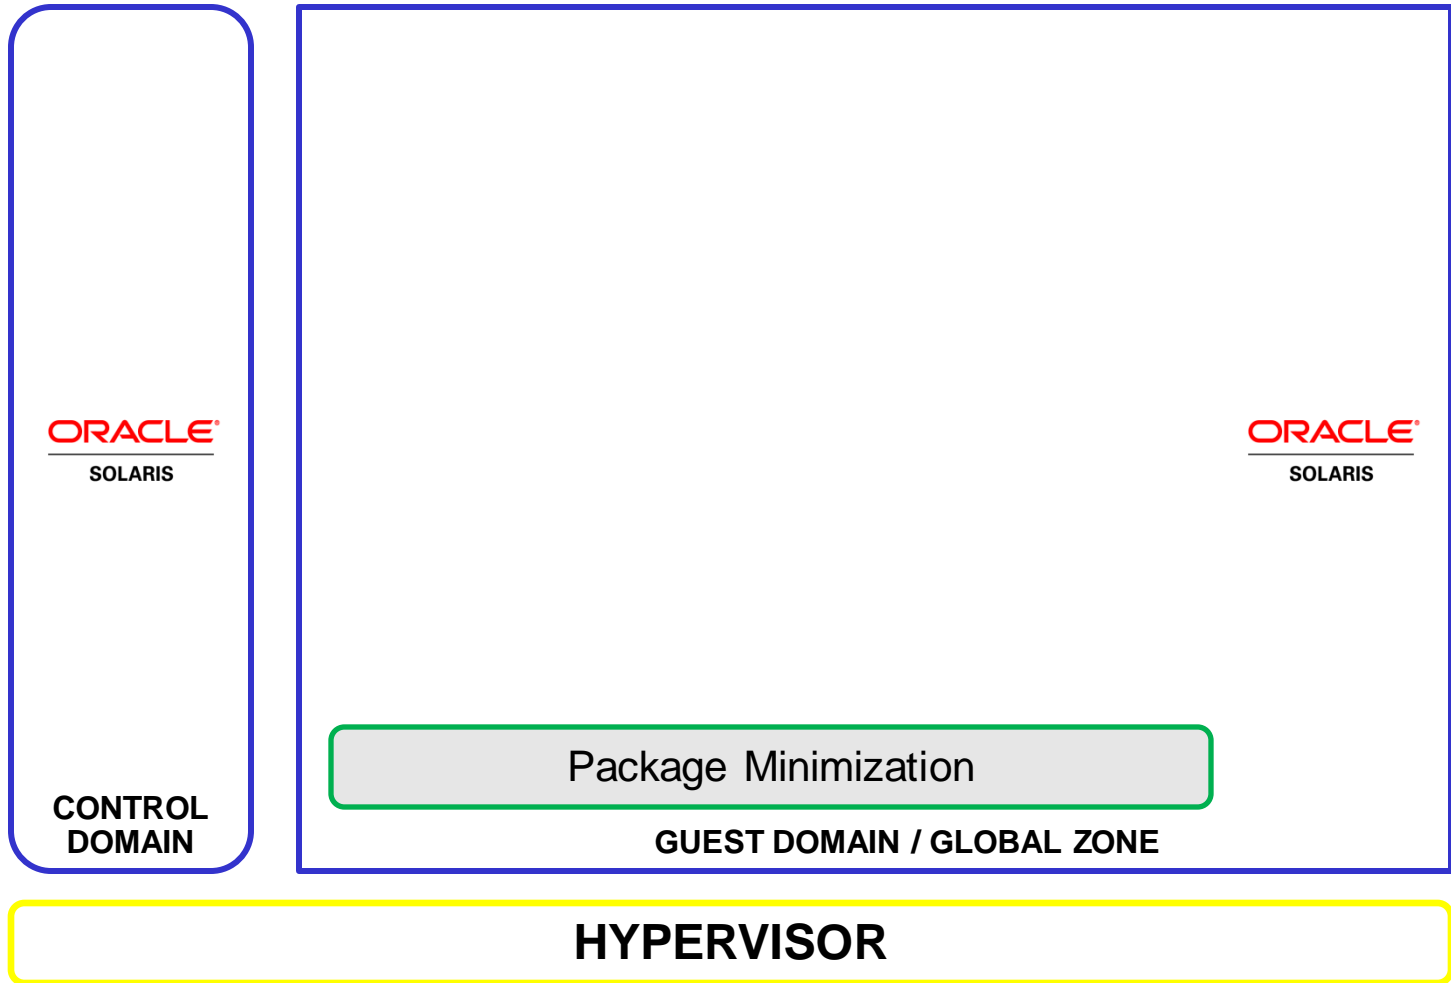 ORACLE®
SOLARIS
CONTROL
DOMAIN
ORACLE®
SOLARIS
Package Minimization
GUEST DOMAIN / GLOBAL ZONE
HYPERVISOR